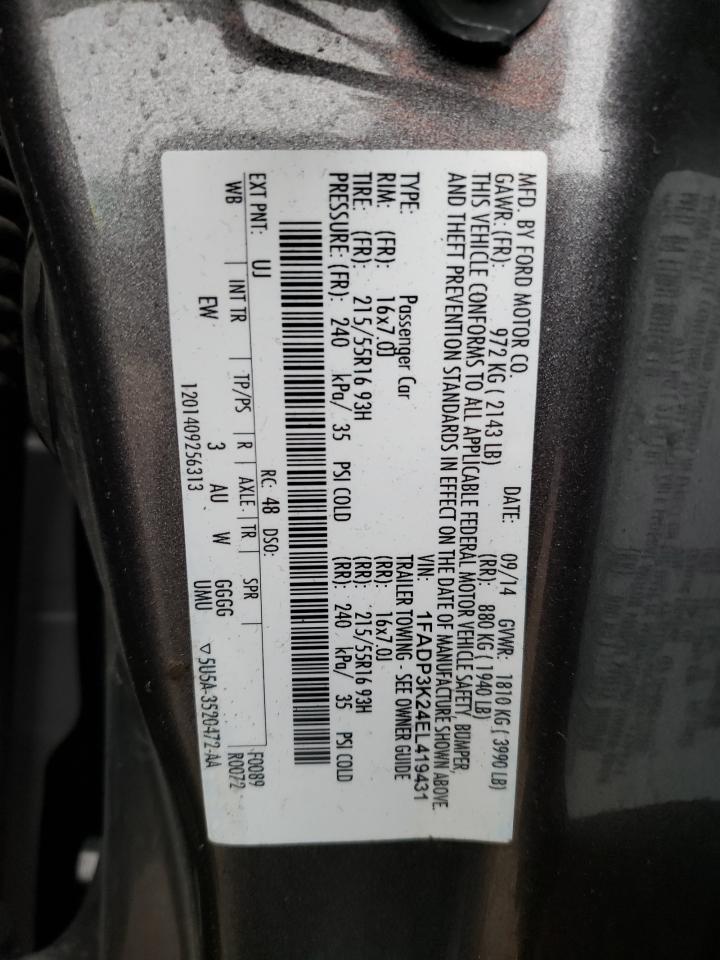 MFD. BY FORD MOTOR CO. DATE: 09/14 GVWR: 1810 KG ( 3990 LB)
GAWR: (FR): 972 KG ( 2143 LB) (RR): 880 KG ( 1940 LB)
THIS VEHICLE CONFORMS TO ALL APPLICABLE FEDERAL MOTOR VEHICLE SAFETY, BUMPER,
AND THEFT PREVENTION STANDARDS IN EFFECT ON THE DATE OF MANUFACTURE SHOWN ABOVE.
VIN: 1FADP3K24EL419431
TYPE: Passenger Car TRAILER TOWING - SEE OWNER GUIDE
RIM: (FR): 16x7.0J (RR): 16x7.0J
TIRE: (FR): 215/55R16 93H (RR): 215/55R16 93H
PRESSURE: (FR): 240 kPa/ 35 PSI COLD (RR): 240 kPa/ 35 PSI COLD
EXT PNT: UJ RC: 48 DSO: F0089
WB INT TR TP/PS R AXLE TR SPR R0072
EW 3 AU W GGGG
UMU
1201409256313 ▽5U5A-3520472-AA